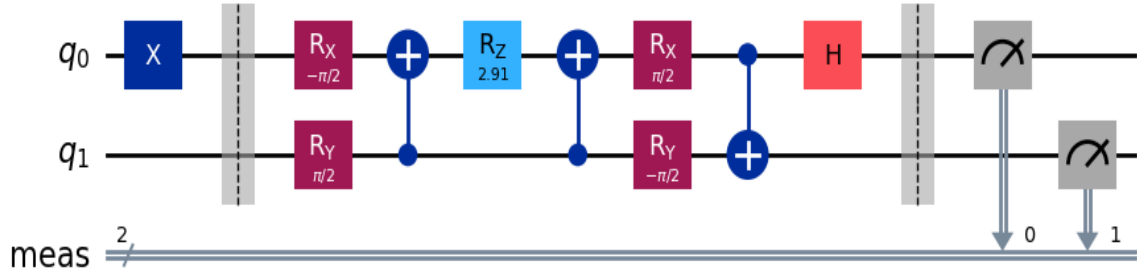 q0 X RX -π/2 RZ 2.91 RX π/2 H
q1 RY π/2 RY -π/2
meas 2 0 1